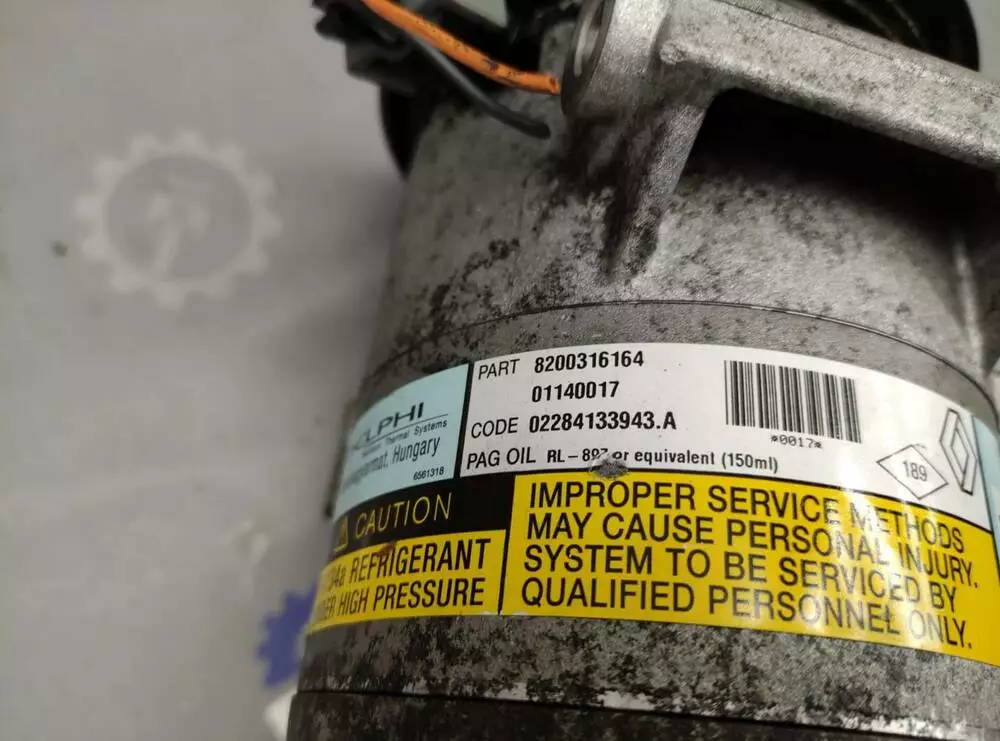 PART 8200316164
01140017
CODE 02284133943.A
PAG OIL RL-897 or equivalent (150ml)
*0017*
189
Thermal Systems
Hungary
6561318
CAUTION
REFRIGERANT
HIGH PRESSURE
IMPROPER SERVICE METHODS
MAY CAUSE PERSONAL INJURY.
SYSTEM TO BE SERVICED BY
QUALIFIED PERSONNEL ONLY.